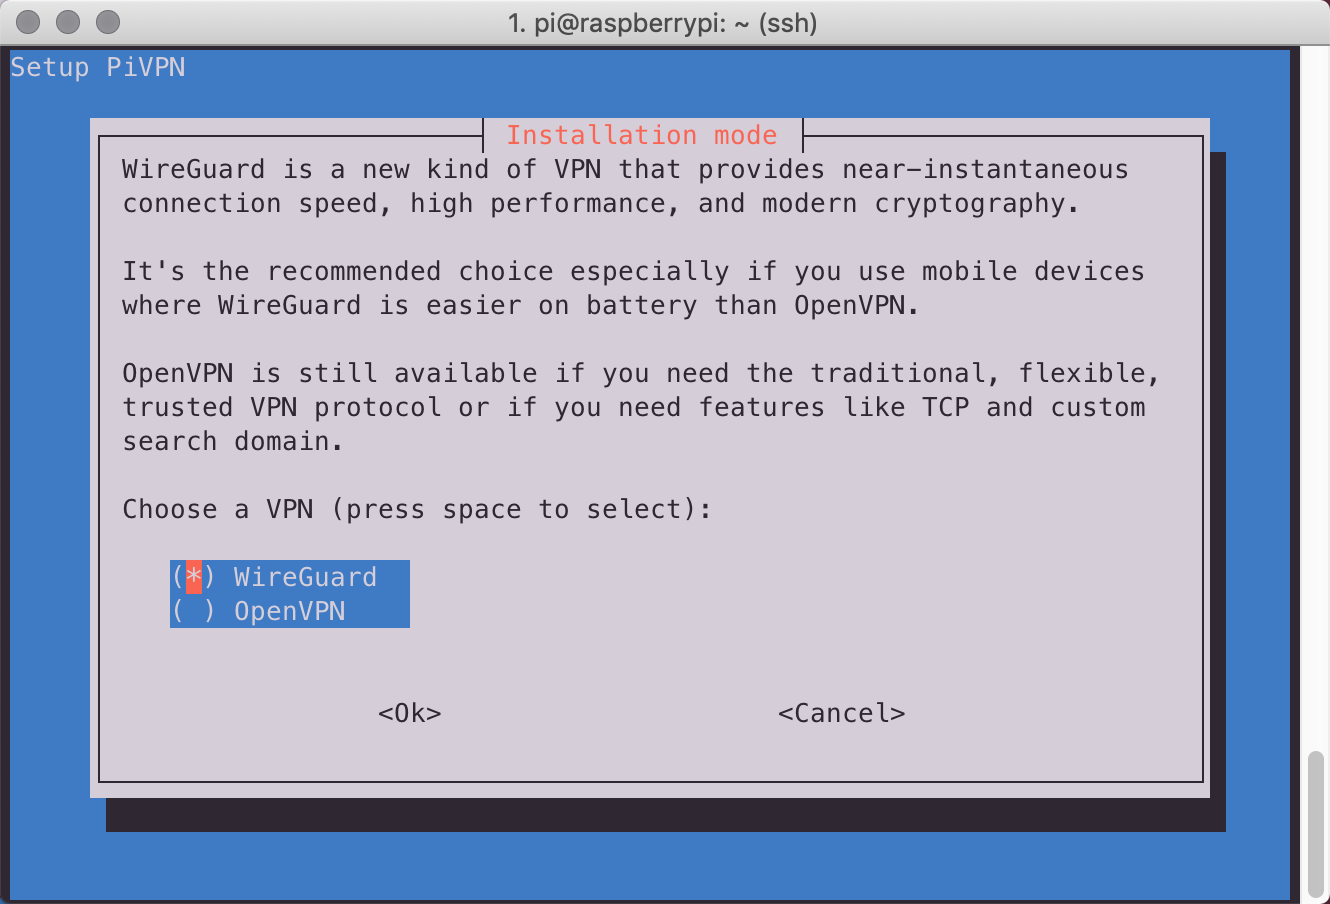 1. pi@raspberrypi: ~ (ssh)
Setup PiVPN
Installation mode
WireGuard is a new kind of VPN that provides near-instantaneous
connection speed, high performance, and modern cryptography.
It's the recommended choice especially if you use mobile devices
where WireGuard is easier on battery than OpenVPN.
OpenVPN is still available if you need the traditional, flexible,
trusted VPN protocol or if you need features like TCP and custom
search domain.
Choose a VPN (press space to select):
(*) WireGuard
( ) OpenVPN
<Ok> <Cancel>